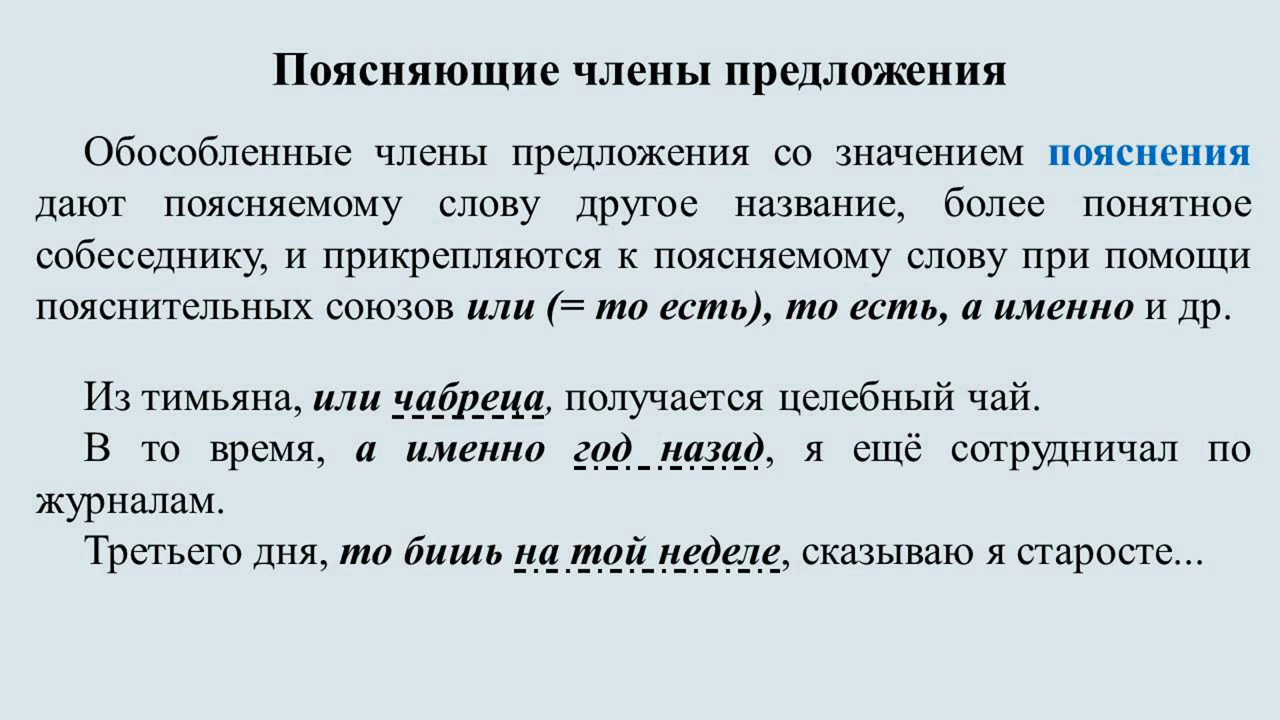 Поясняющие члены предложения
Обособленные члены предложения со значением пояснения
дают поясняемому слову другое название, более понятное
собеседнику, и прикрепляются к поясняемому слову при помощи
пояснительных союзов или (= то есть), то есть, а именно и др.
Из тимьяна, или чабреца, получается целебный чай.
В то время, а именно год назад, я ещё сотрудничал по
журналам.
Третьего дня, то бишь на той неделе, сказываю я старосте...